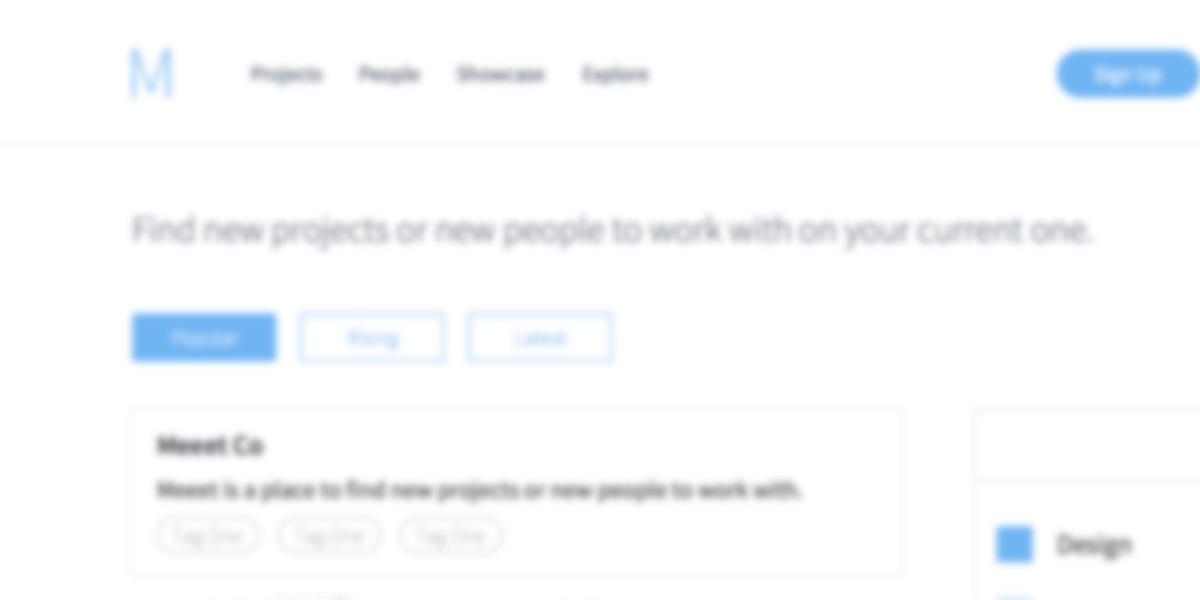 M
Projects People Showcase Explore Sign Up
Find new projects or new people to work with on your current one.
Popular Rising Latest
Meeet Co
Meeet is a place to find new projects or new people to work with.
Tag One Tag One Tag One
Design